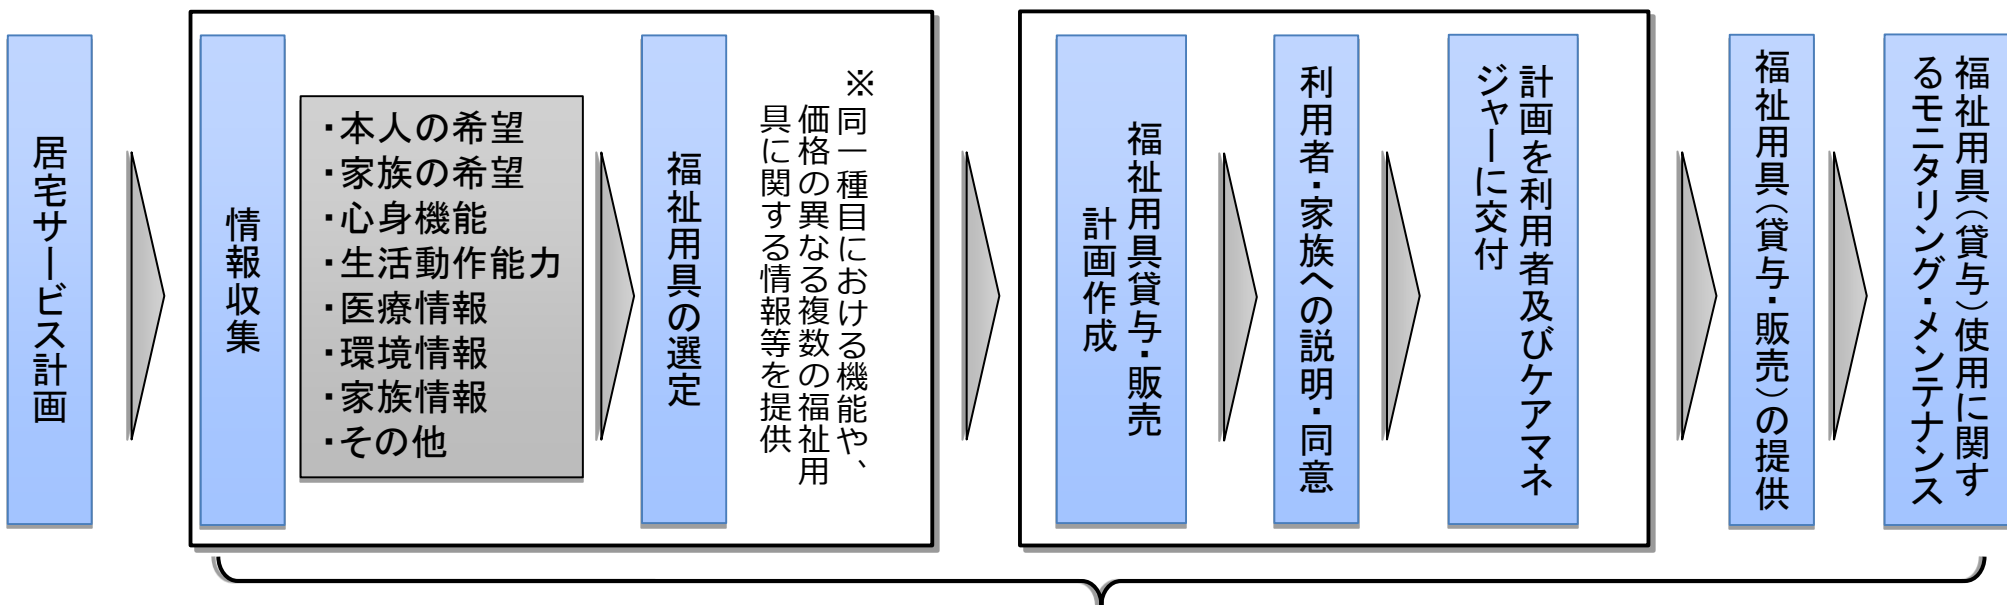 居宅サービス計画
情報収集
・本人の希望
・家族の希望
・心身機能
・生活動作能力
・医療情報
・環境情報
・家族情報
・その他
福祉用具の選定
※同一種目における機能や、
価格の異なる複数の福祉用
具に関する情報等を提供
福祉用具貸与・販売
計画作成
利用者・家族への説明・同意
計画を利用者及びケアマネ
ジャーに交付
福祉用具(貸与・販売)の提供
福祉用具(貸与)使用に関す
るモニタリング・メンテナンス